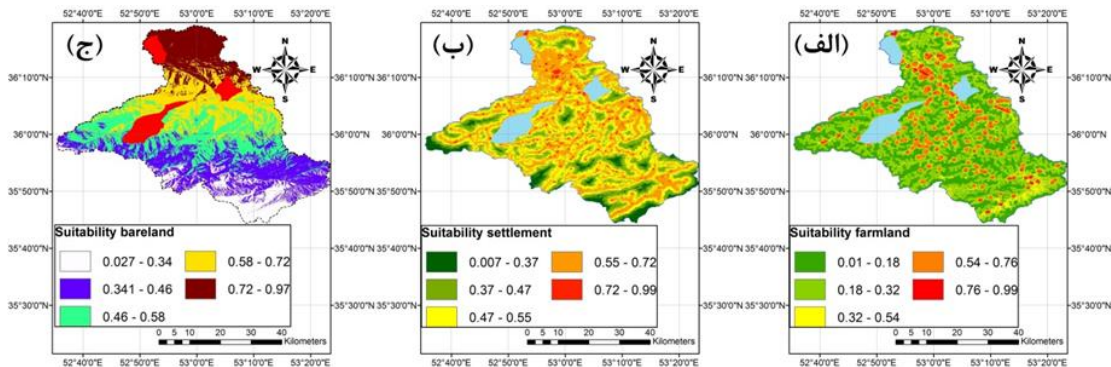 (ج)
N
W E
S
36°10'0"N
36°0'0"N
35°50'0"N
35°40'0"N
35°30'0"N
Suitability bareland
0.027 - 0.34
0.58 - 0.72
0.341 - 0.46
0.72 - 0.97
0.46 - 0.58
0 5 10 20 30 40
Kilometers
52°40'0"E 52°50'0"E 53°0'0"E 53°10'0"E 53°20'0"E
(ب)
N
W E
S
36°10'0"N
36°0'0"N
35°50'0"N
35°40'0"N
35°30'0"N
Suitability settlement
0.007 - 0.37
0.55 - 0.72
0.37 - 0.47
0.72 - 0.99
0.47 - 0.55
0 5 10 20 30 40
Kilometers
52°40'0"E 52°50'0"E 53°0'0"E 53°10'0"E 53°20'0"E
(الف)
N
W E
S
36°10'0"N
36°0'0"N
35°50'0"N
35°40'0"N
35°30'0"N
Suitability farmland
0.01 - 0.18
0.54 - 0.76
0.18 - 0.32
0.76 - 0.99
0.32 - 0.54
0 5 10 20 30 40
Kilometers
52°40'0"E 52°50'0"E 53°0'0"E 53°10'0"E 53°20'0"E